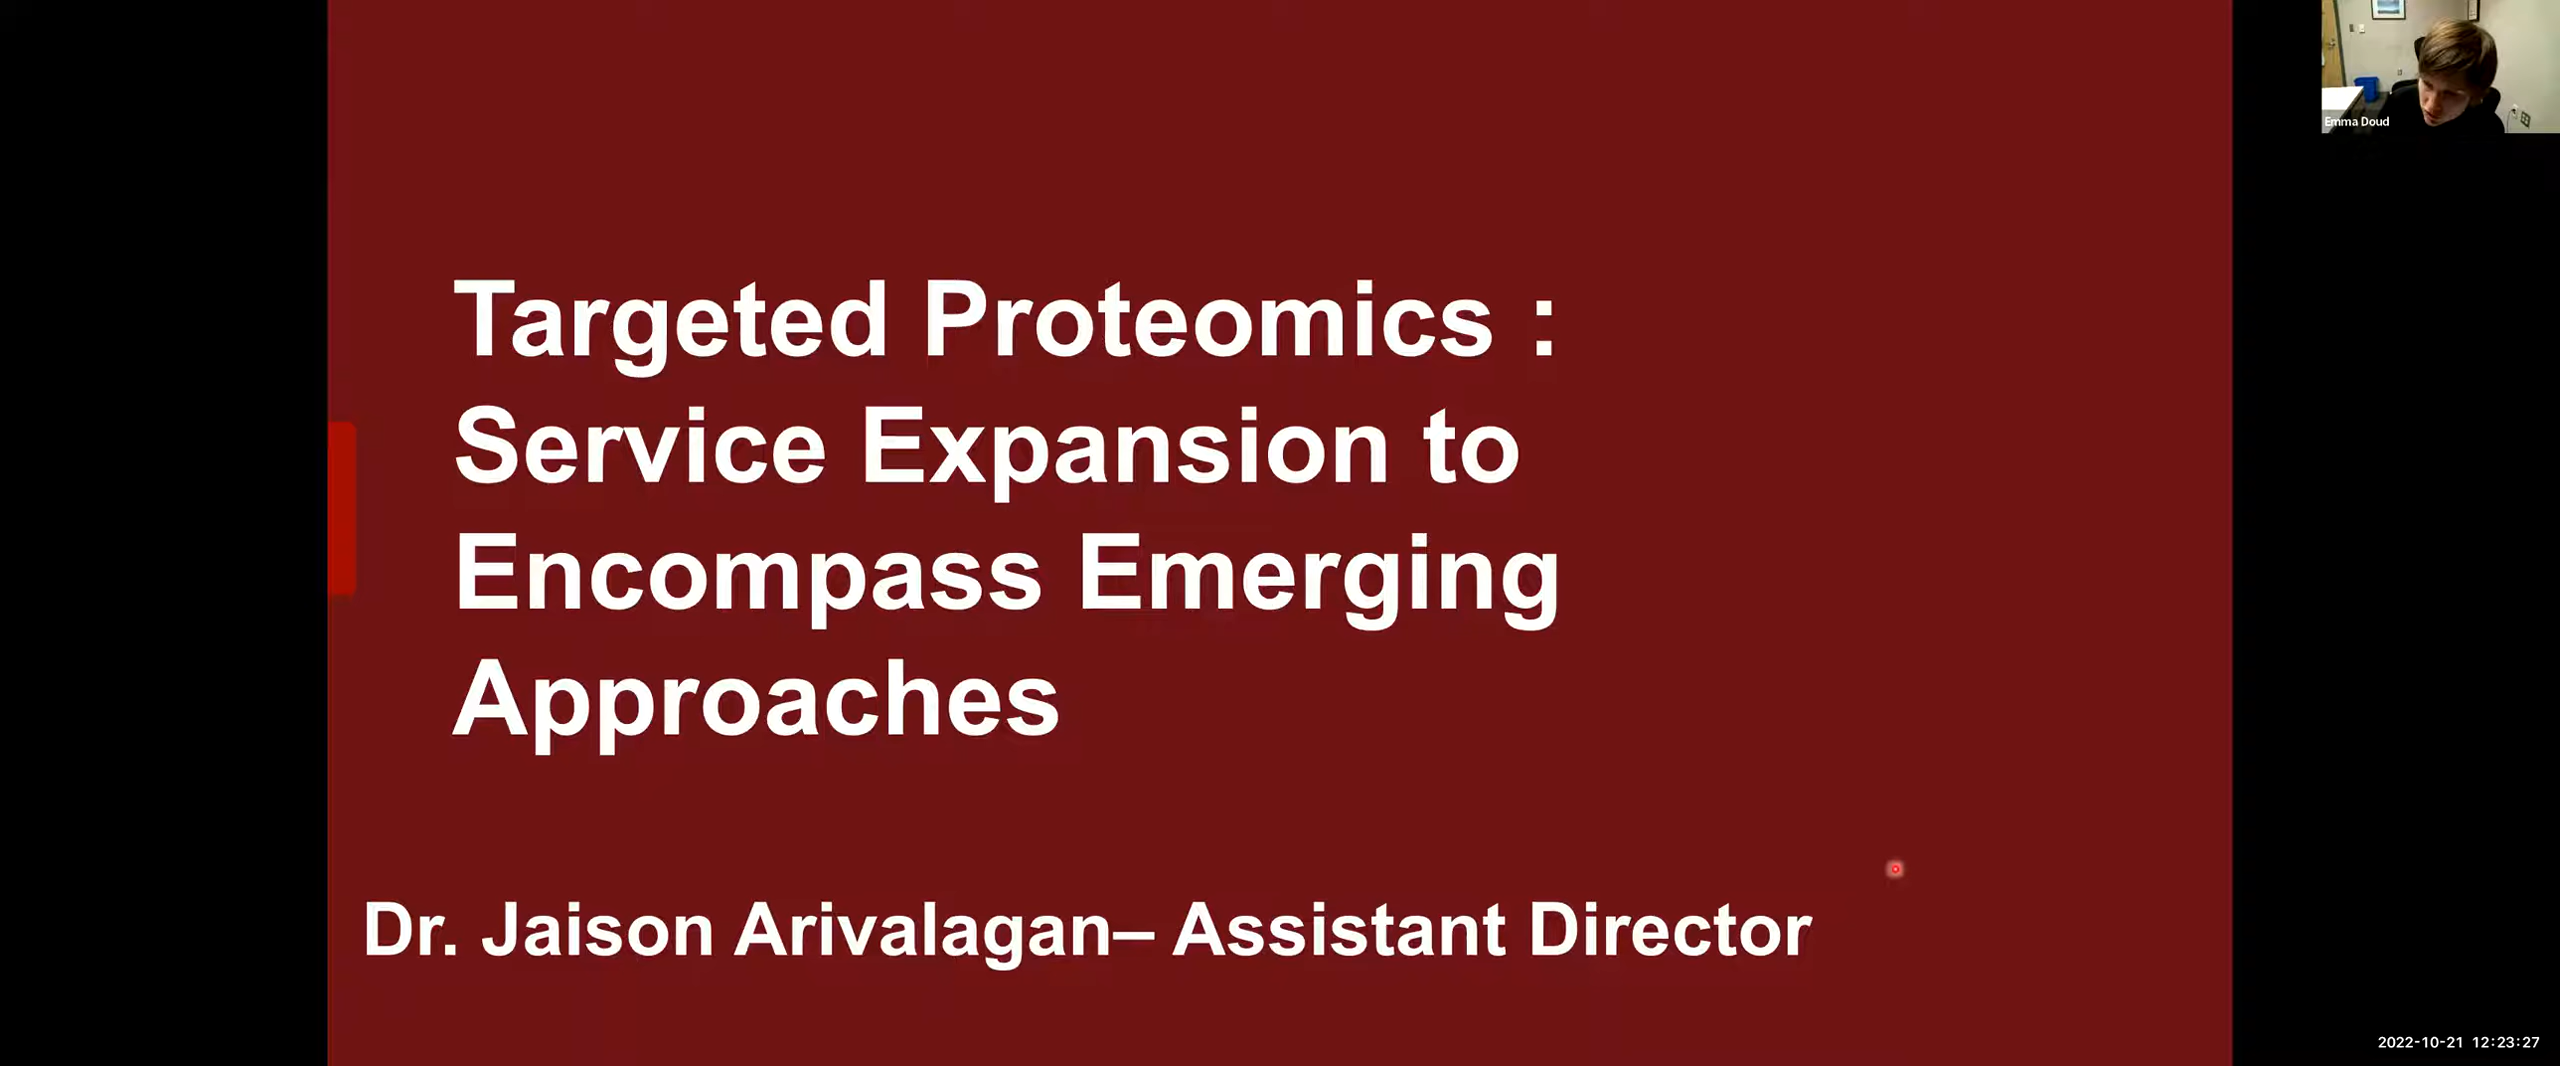 Targeted Proteomics :
Service Expansion to
Encompass Emerging
Approaches
Dr. Jaison Arivalagan– Assistant Director
Emma Doud
2022-10-21 12:23:27